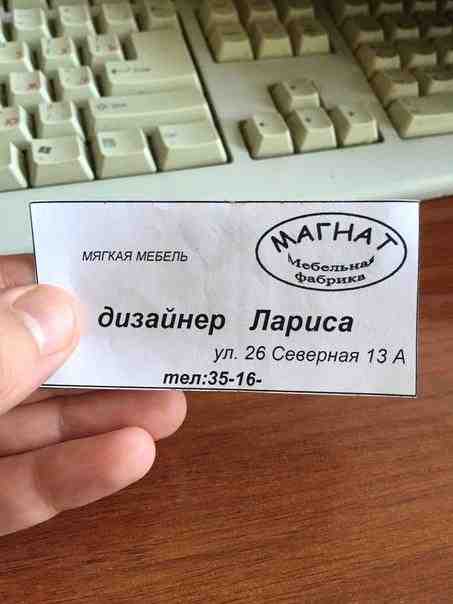 МАГНАТ
Мебельная
фабрика
МЯГКАЯ МЕБЕЛЬ
дизайнер Лариса
ул. 26 Северная 13 А
тел:35-16-